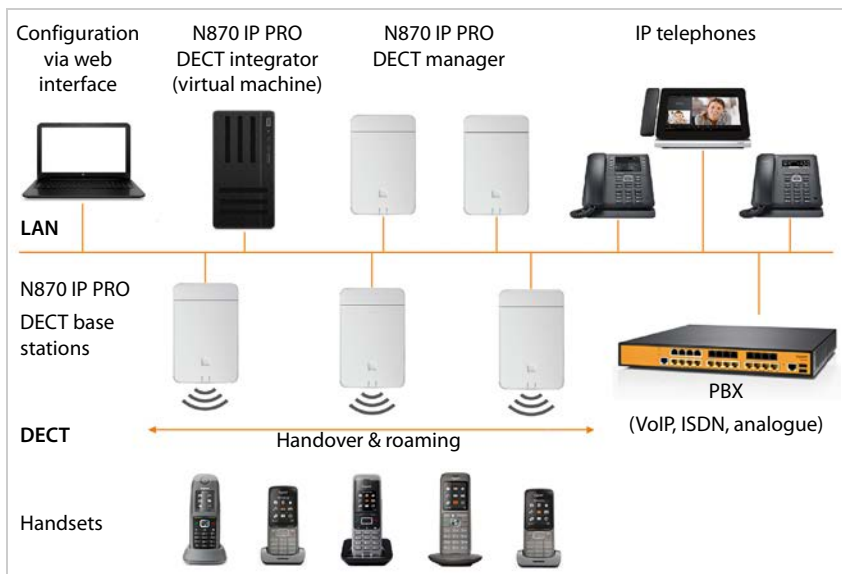 Configuration
via web
interface
N870 IP PRO
DECT integrator
(virtual machine)
N870 IP PRO
DECT manager
IP telephones
LAN
N870 IP PRO
DECT base
stations
PBX
(VoIP, ISDN, analogue)
DECT
Handover & roaming
Handsets